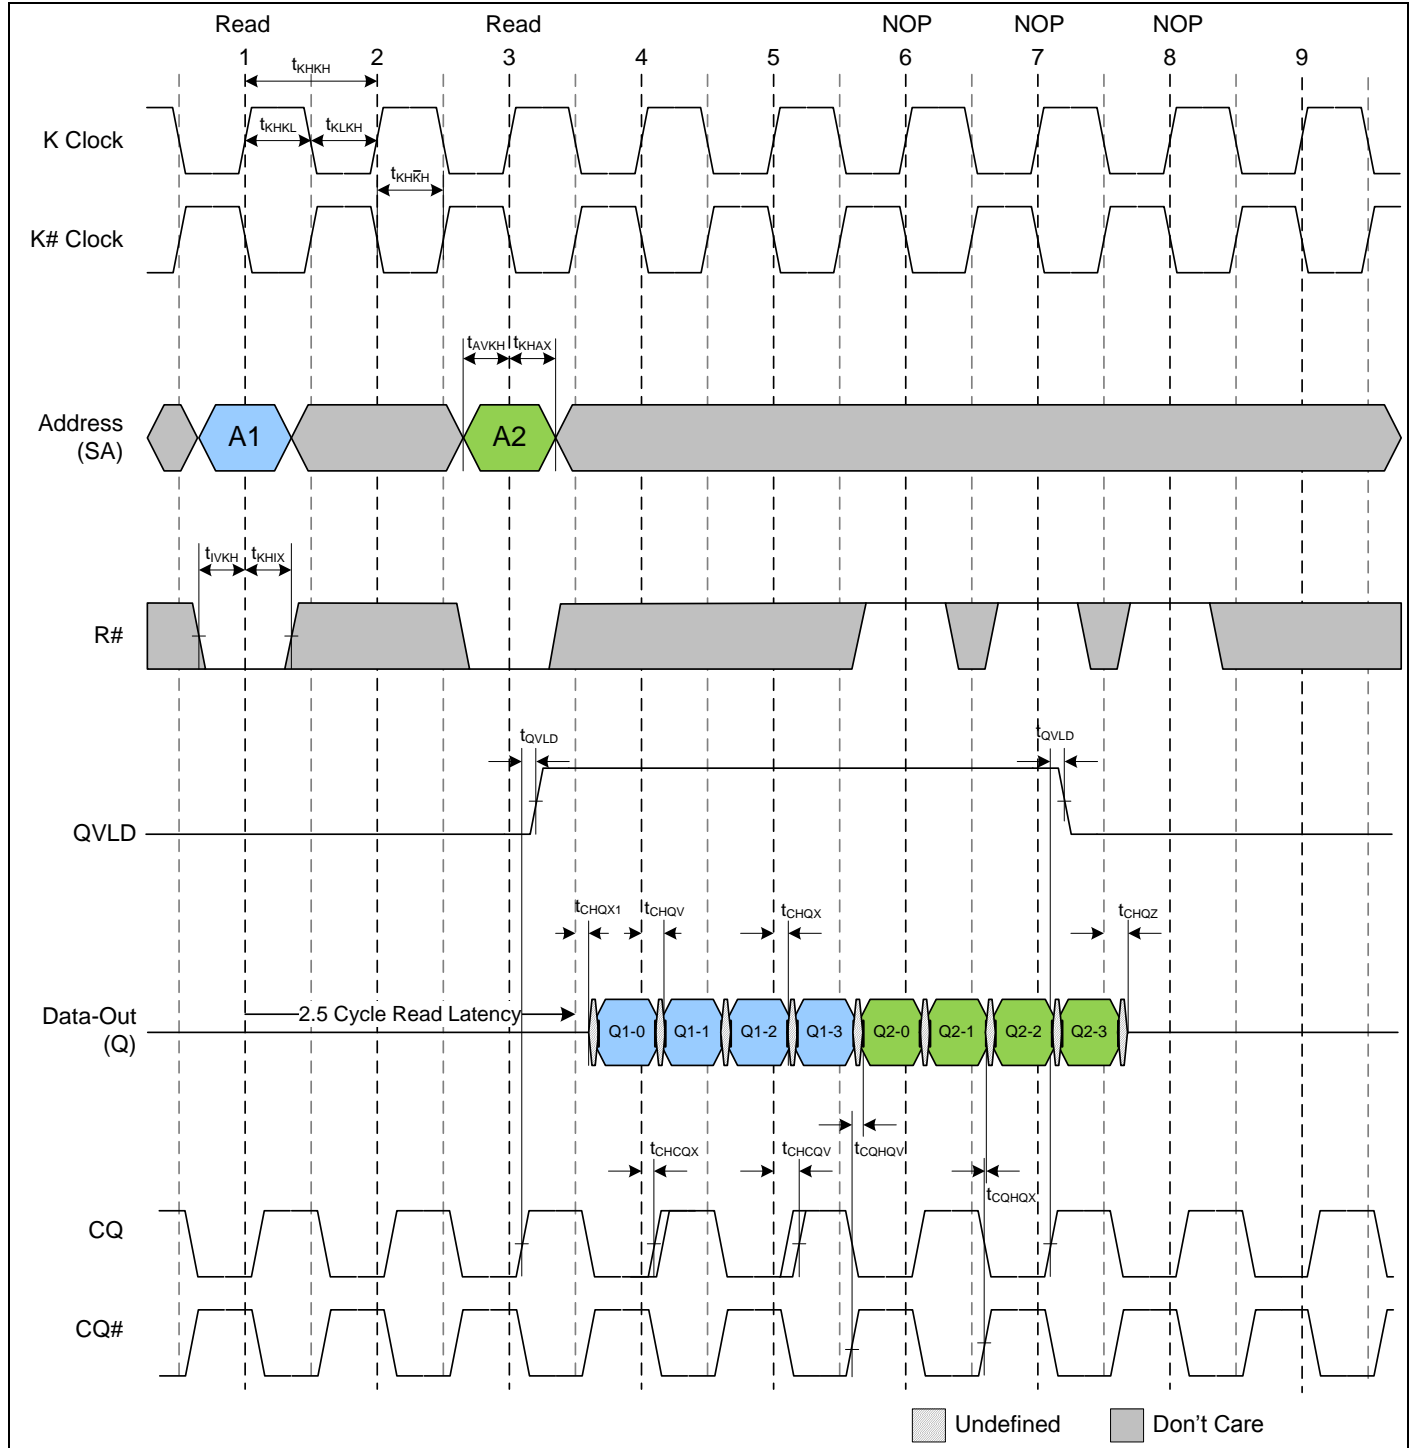 Read Read NOP NOP NOP
1 2 3 4 5 6 7 8 9
tKHKH
K Clock
tKHKL tKLKH
tKHK̅H
K# Clock
tAVKH tKHAX
Address
(SA)
A1 A2
tIVKH tKHIX
R#
tQVLD tQVLD
QVLD
tCHQX1 tCHQV tCHQX tCHQZ
Data-Out
(Q)
2.5 Cycle Read Latency
Q1-0 Q1-1 Q1-2 Q1-3 Q2-0 Q2-1 Q2-2 Q2-3
tCHCQX tCHCQV tCQHQV
tCQHQX
CQ
CQ#
Undefined Don't Care